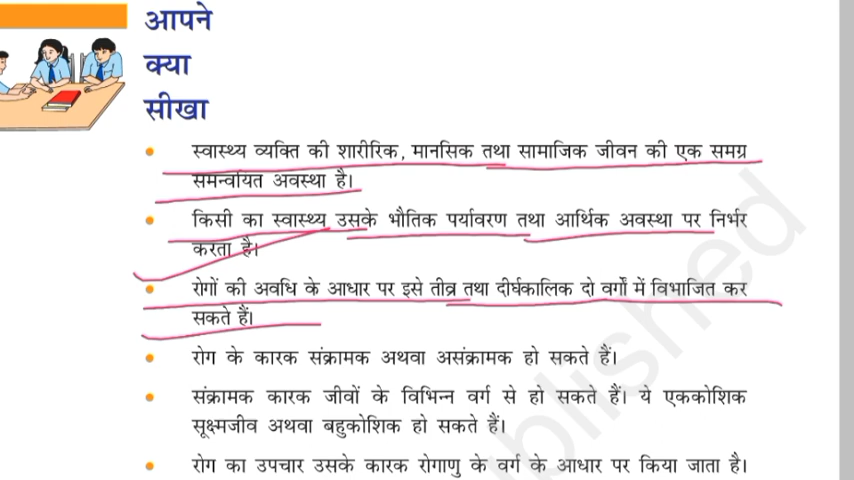 आपने
क्या
सीखा
• स्वास्थ्य व्यक्ति की शारीरिक, मानसिक तथा सामाजिक जीवन की एक समग्र
समन्वयित अवस्था है।
• किसी का स्वास्थ्य उसके भौतिक पर्यावरण तथा आर्थिक अवस्था पर निर्भर
करता है।
• रोगों की अवधि के आधार पर इसे तीव्र तथा दीर्घकालिक दो वर्गों में विभाजित कर
सकते हैं।
• रोग के कारक संक्रामक अथवा असंक्रामक हो सकते हैं।
• संक्रामक कारक जीवों के विभिन्न वर्ग से हो सकते हैं। ये एककोशिक
सूक्ष्मजीव अथवा बहुकोशिक हो सकते हैं।
• रोग का उपचार उसके कारक रोगाणु के वर्ग के आधार पर किया जाता है।
ublished